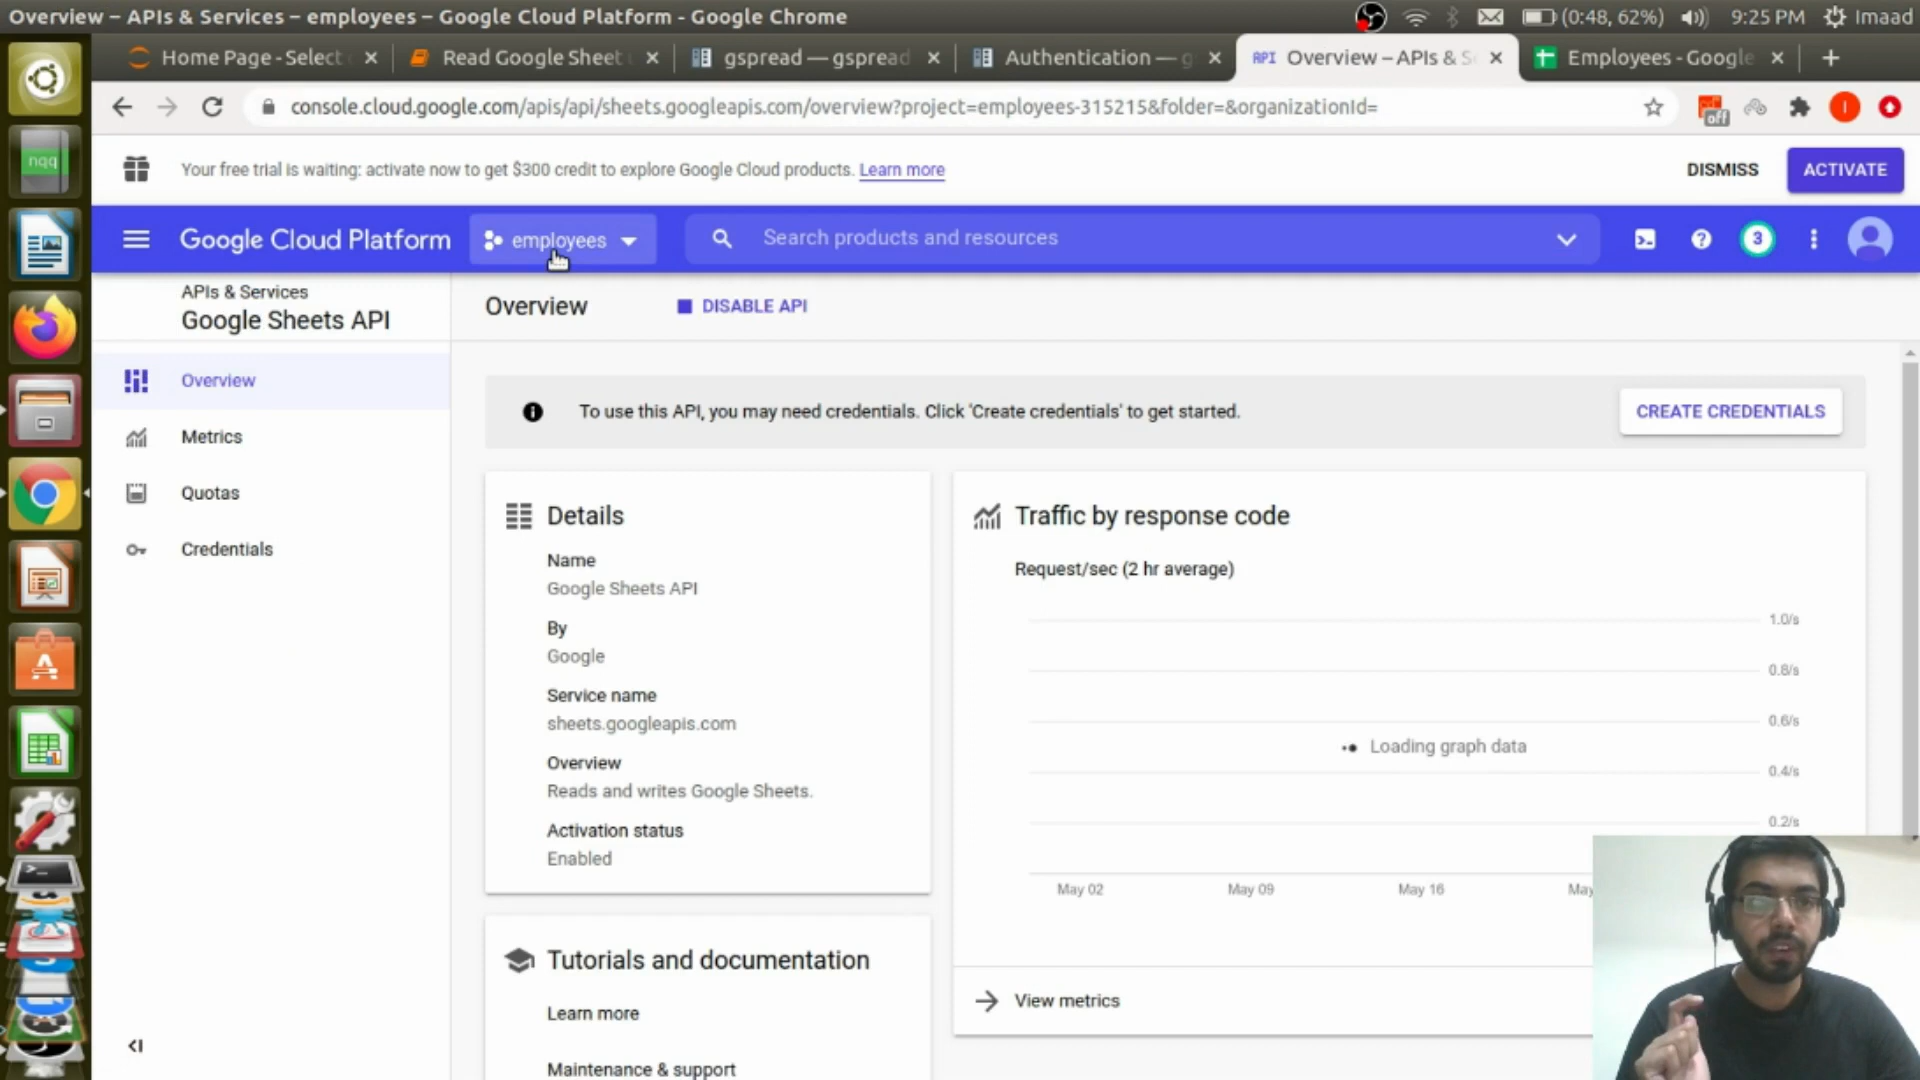 Overview – APIs & Services – employees – Google Cloud Platform - Google Chrome
(0:48, 62%)
9:25 PM
Imaad
Home Page - Select
Read Google Sheet
gspread — gspread
Authentication — g
API
Overview – APIs & S
Employees - Google
console.cloud.google.com/apis/api/sheets.googleapis.com/overview?project=employees-315215&folder=&organizationId=
off
I
Your free trial is waiting: activate now to get $300 credit to explore Google Cloud products. Learn more
DISMISS
ACTIVATE
Google Cloud Platform
employees
Search products and resources
3
APIs & Services
Google Sheets API
Overview
DISABLE API
Overview
Metrics
Quotas
Credentials
To use this API, you may need credentials. Click 'Create credentials' to get started.
CREATE CREDENTIALS
Details
Name
Google Sheets API
By
Google
Service name
sheets.googleapis.com
Overview
Reads and writes Google Sheets.
Activation status
Enabled
Traffic by response code
Request/sec (2 hr average)
1.0/s
0.8/s
0.6/s
Loading graph data
0.4/s
0.2/s
May 02
May 09
May 16
May
View metrics
Tutorials and documentation
Learn more
Maintenance & support
nqq